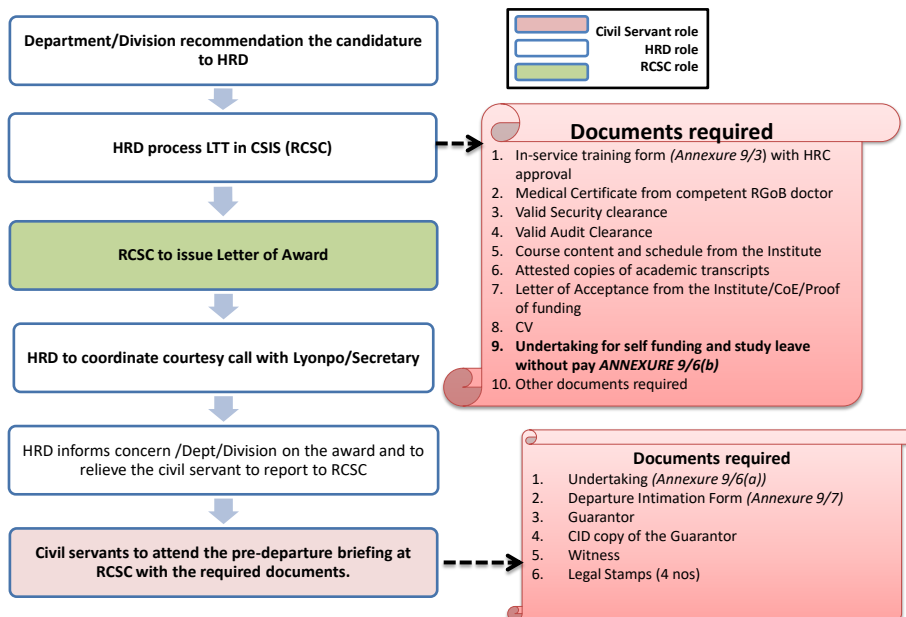 Department/Division recommendation the candidature
to HRD
Civil Servant role
HRD role
RCSC role
HRD process LTT in CSIS (RCSC)
Documents required
1. In-service training form (Annexure 9/3) with HRC
approval
2. Medical Certificate from competent RGoB doctor
3. Valid Security clearance
4. Valid Audit Clearance
5. Course content and schedule from the Institute
6. Attested copies of academic transcripts
7. Letter of Acceptance from the Institute/CoE/Proof
of funding
8. CV
9. Undertaking for self funding and study leave
without pay ANNEXURE 9/6(b)
10. Other documents required
RCSC to issue Letter of Award
HRD to coordinate courtesy call with Lyonpo/Secretary
HRD informs concern /Dept/Division on the award and to
relieve the civil servant to report to RCSC
Civil servants to attend the pre-departure briefing at
RCSC with the required documents.
Documents required
1. Undertaking (Annexure 9/6(a))
2. Departure Intimation Form (Annexure 9/7)
3. Guarantor
4. CID copy of the Guarantor
5. Witness
6. Legal Stamps (4 nos)